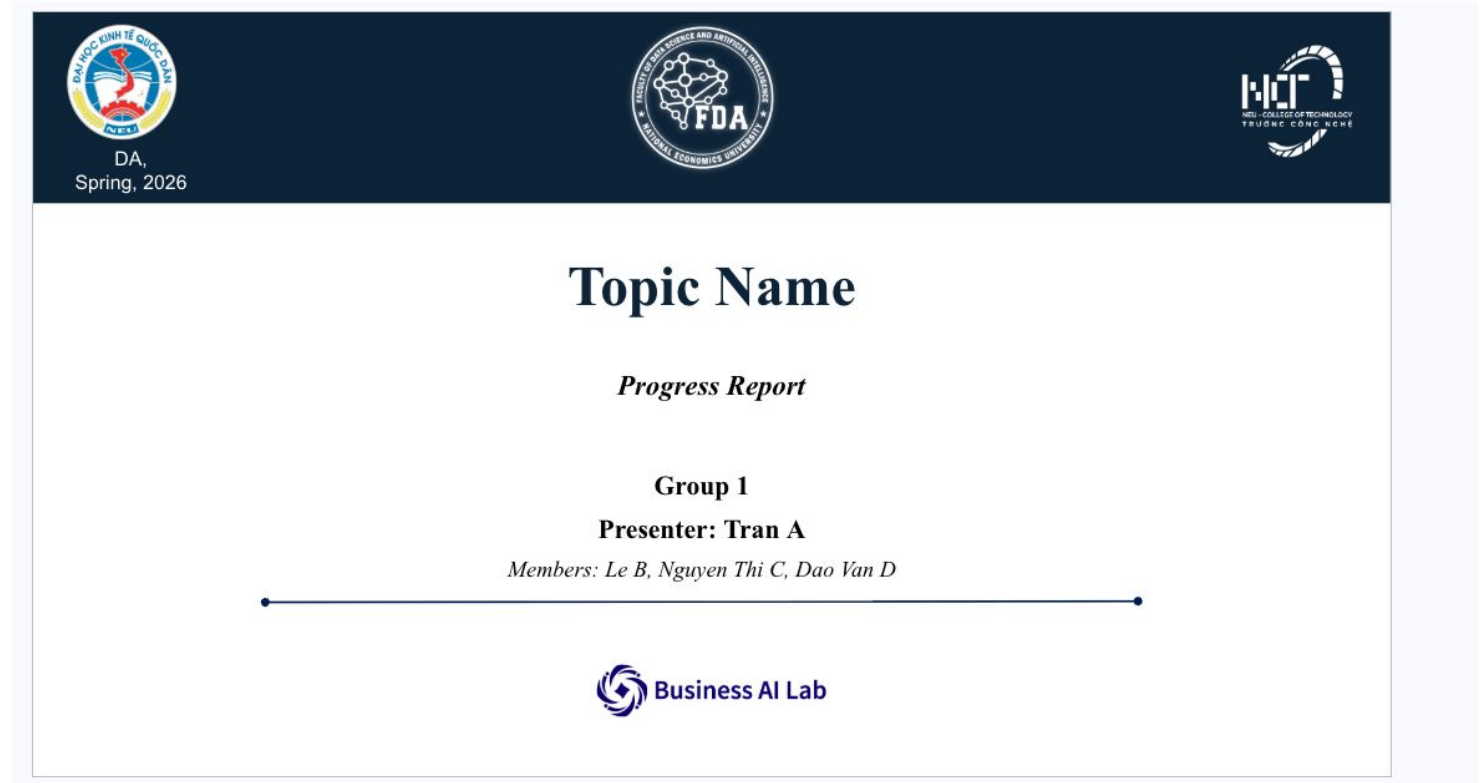 ĐẠI HỌC KINH TẾ QUỐC DÂN
NEU
DA,
Spring, 2026
FACULTY OF DATA SCIENCE AND ARTIFICIAL INTELLIGENCE
FDA
★ NATIONAL ECONOMICS UNIVERSITY ★
NCT
NEU - COLLEGE OF TECHNOLOGY
TRƯỜNG CÔNG NGHỆ
Topic Name
Progress Report
Group 1
Presenter: Tran A
Members: Le B, Nguyen Thi C, Dao Van D
Business AI Lab